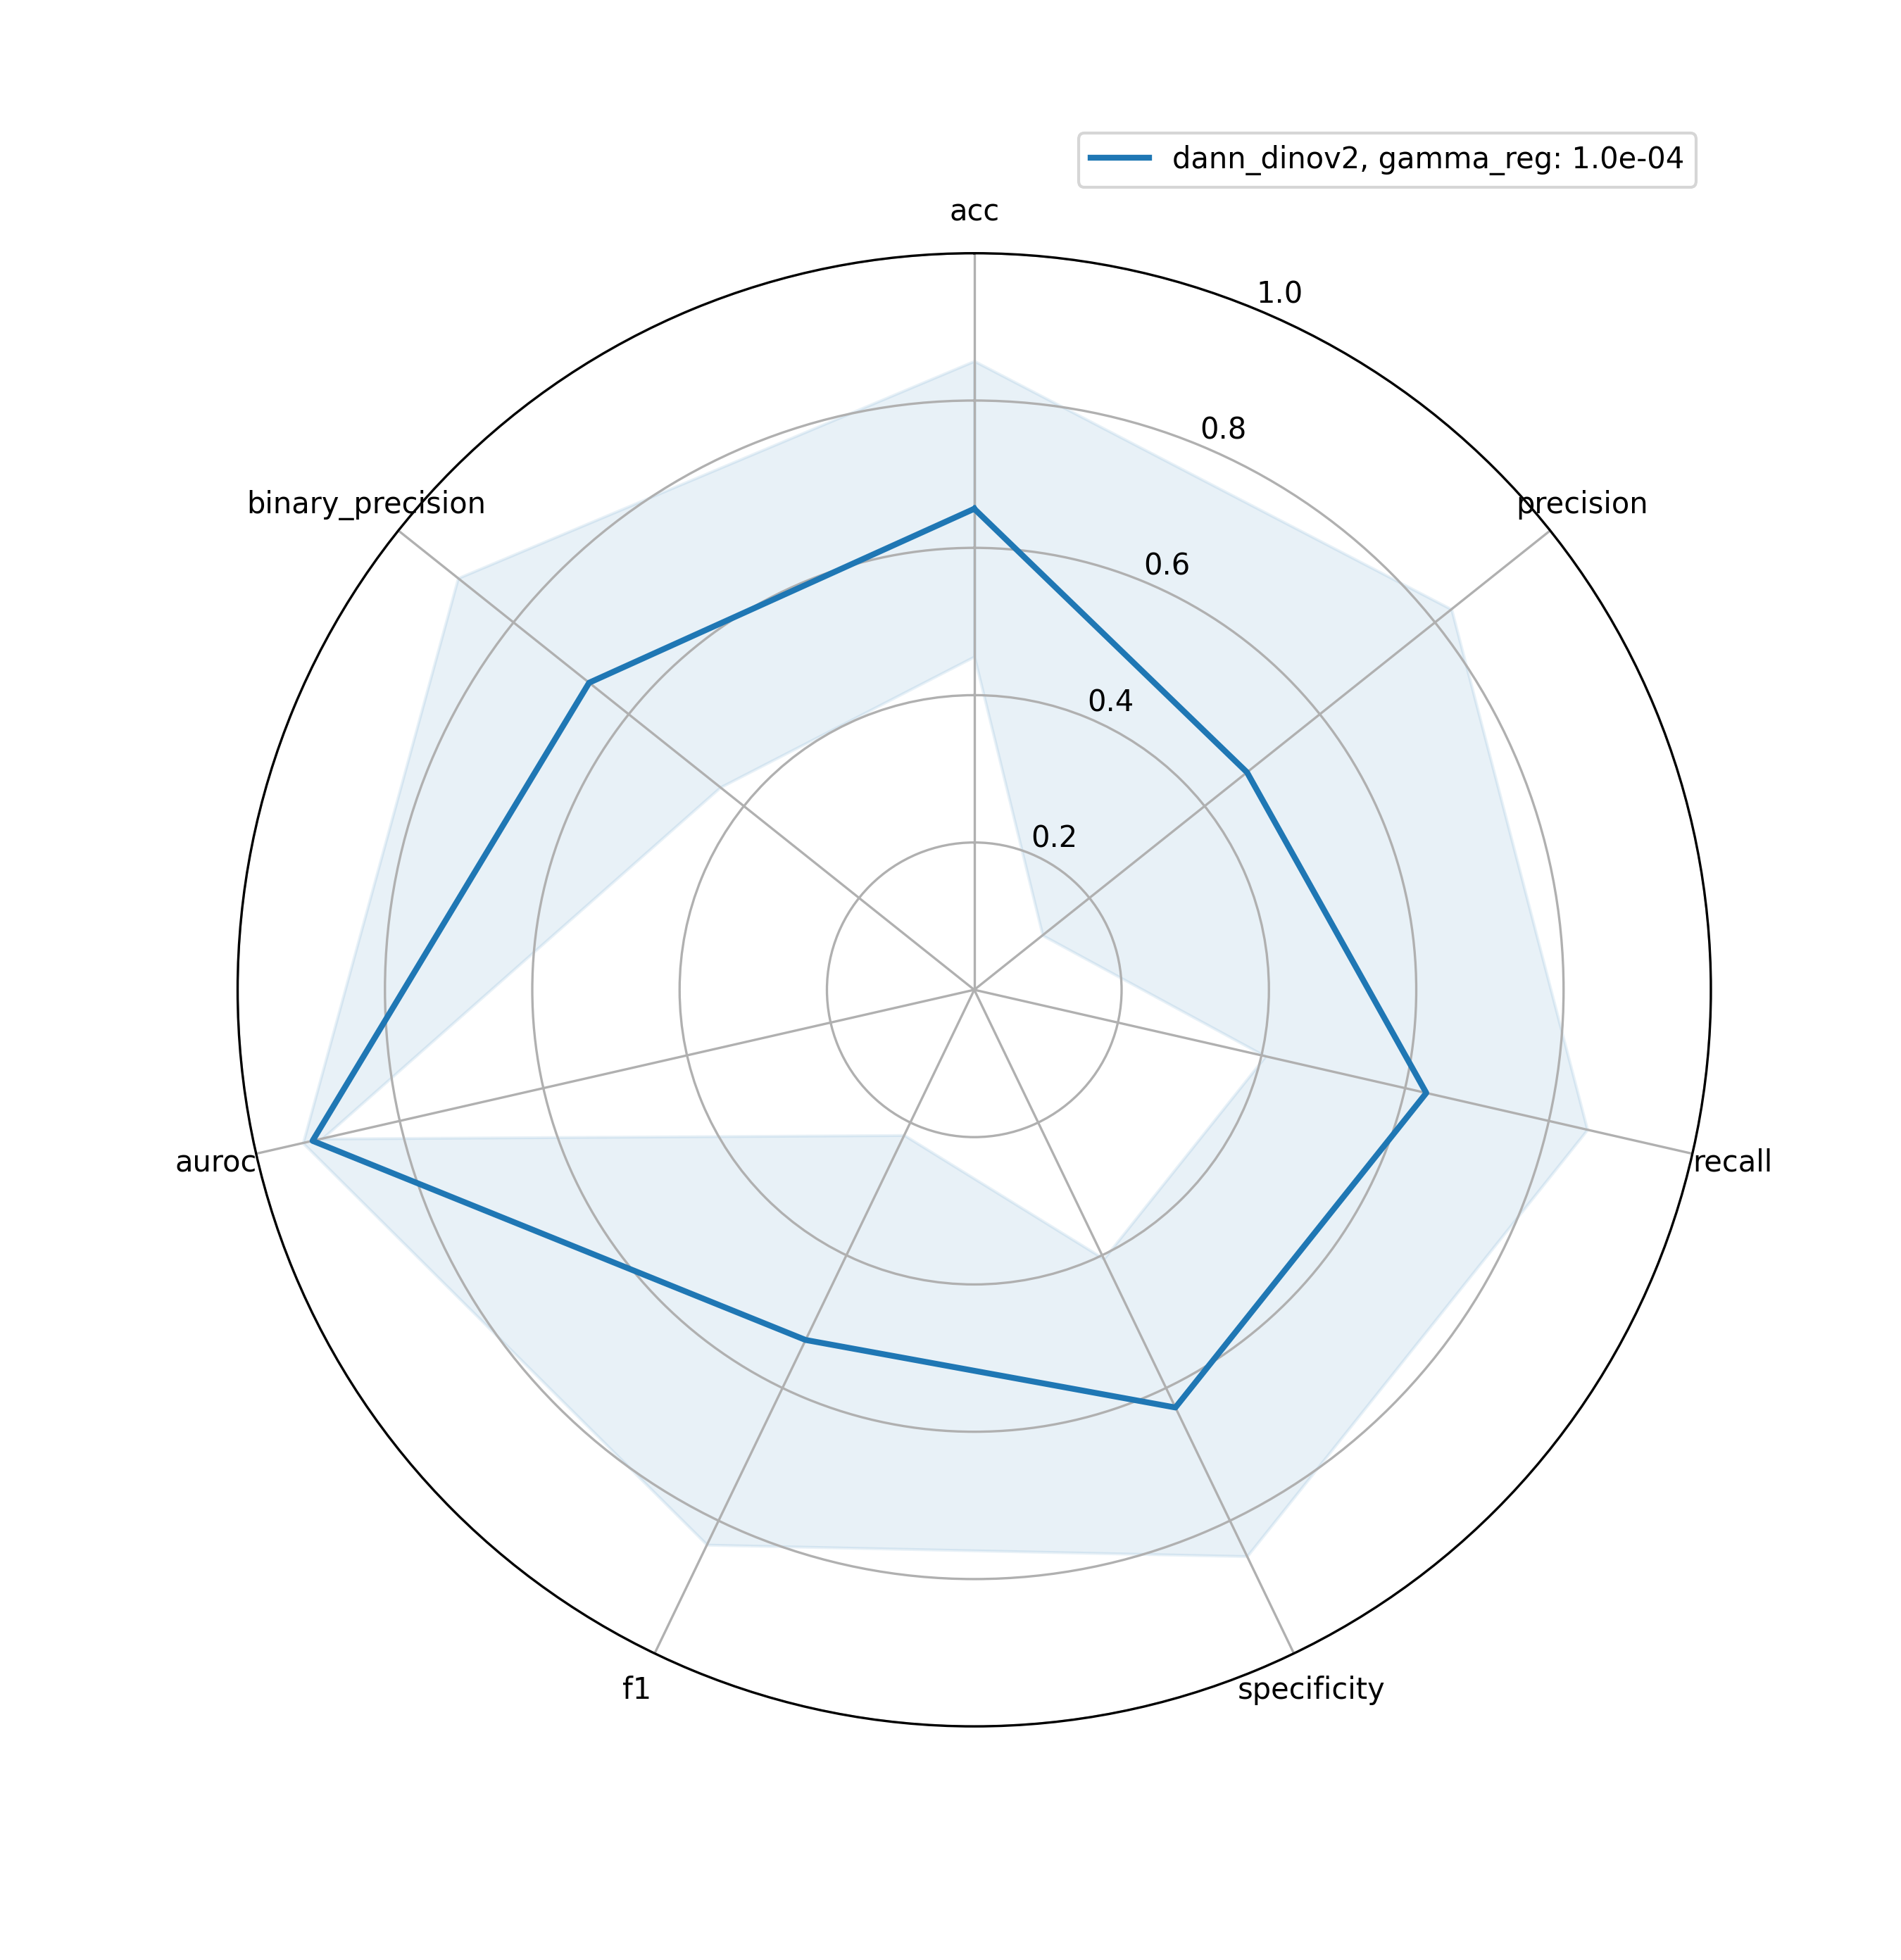 dann_dinov2, gamma_reg: 1.0e-04
acc
1.0
0.8
binary_precision
precision
0.6
0.4
0.2
auroc
recall
f1
specificity